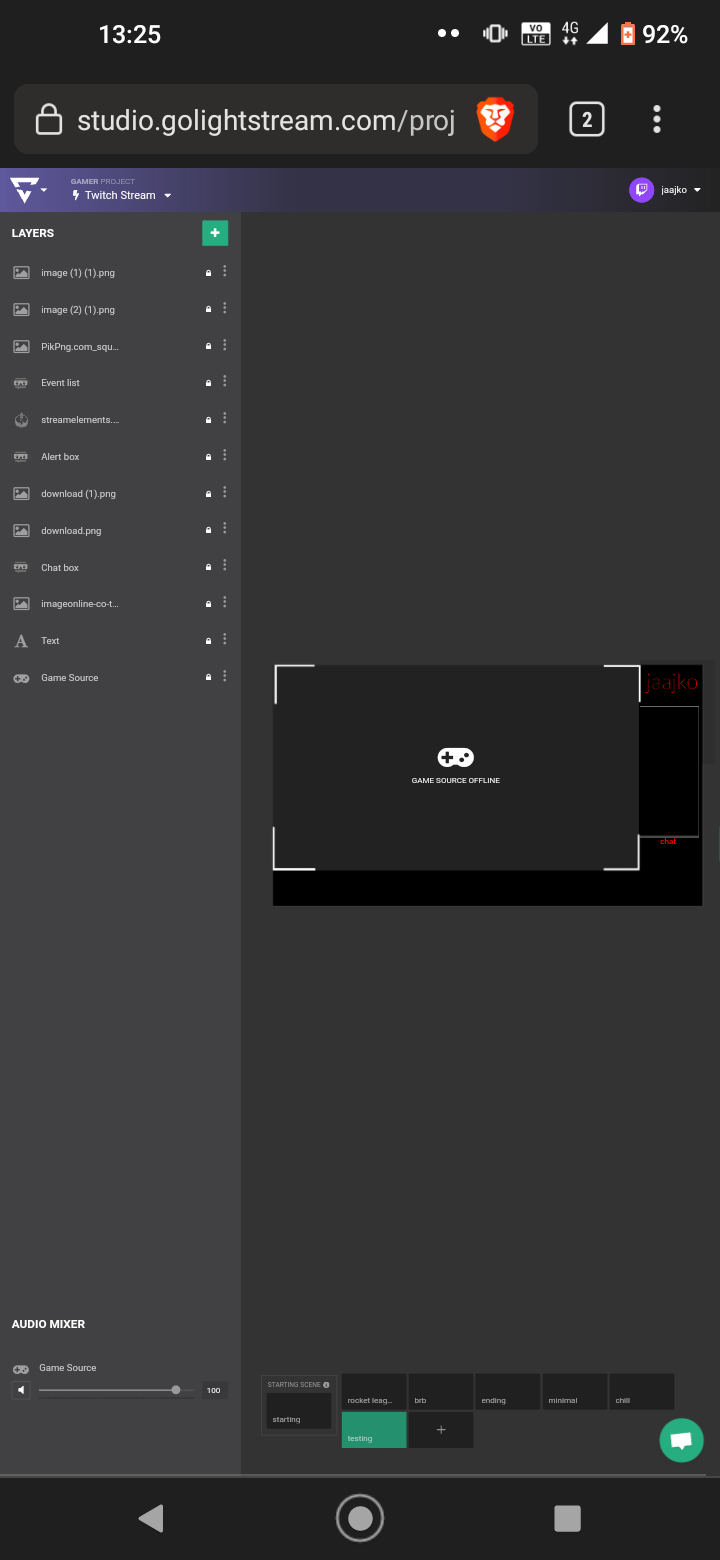 13:25
VO LTE
4G
92%
studio.golightstream.com/proj
2
GAMER PROJECT
Twitch Stream
jaajko
LAYERS
+
image (1) (1).png
image (2) (1).png
PikPng.com_squ…
Event list
streamelements.…
Alert box
download (1).png
download.png
Chat box
imageonline-co-t…
Text
Game Source
jaajko
GAME SOURCE OFFLINE
chat
AUDIO MIXER
Game Source
100
STARTING SCENE
starting
rocket leag…
brb
ending
minimal
chill
testing
+